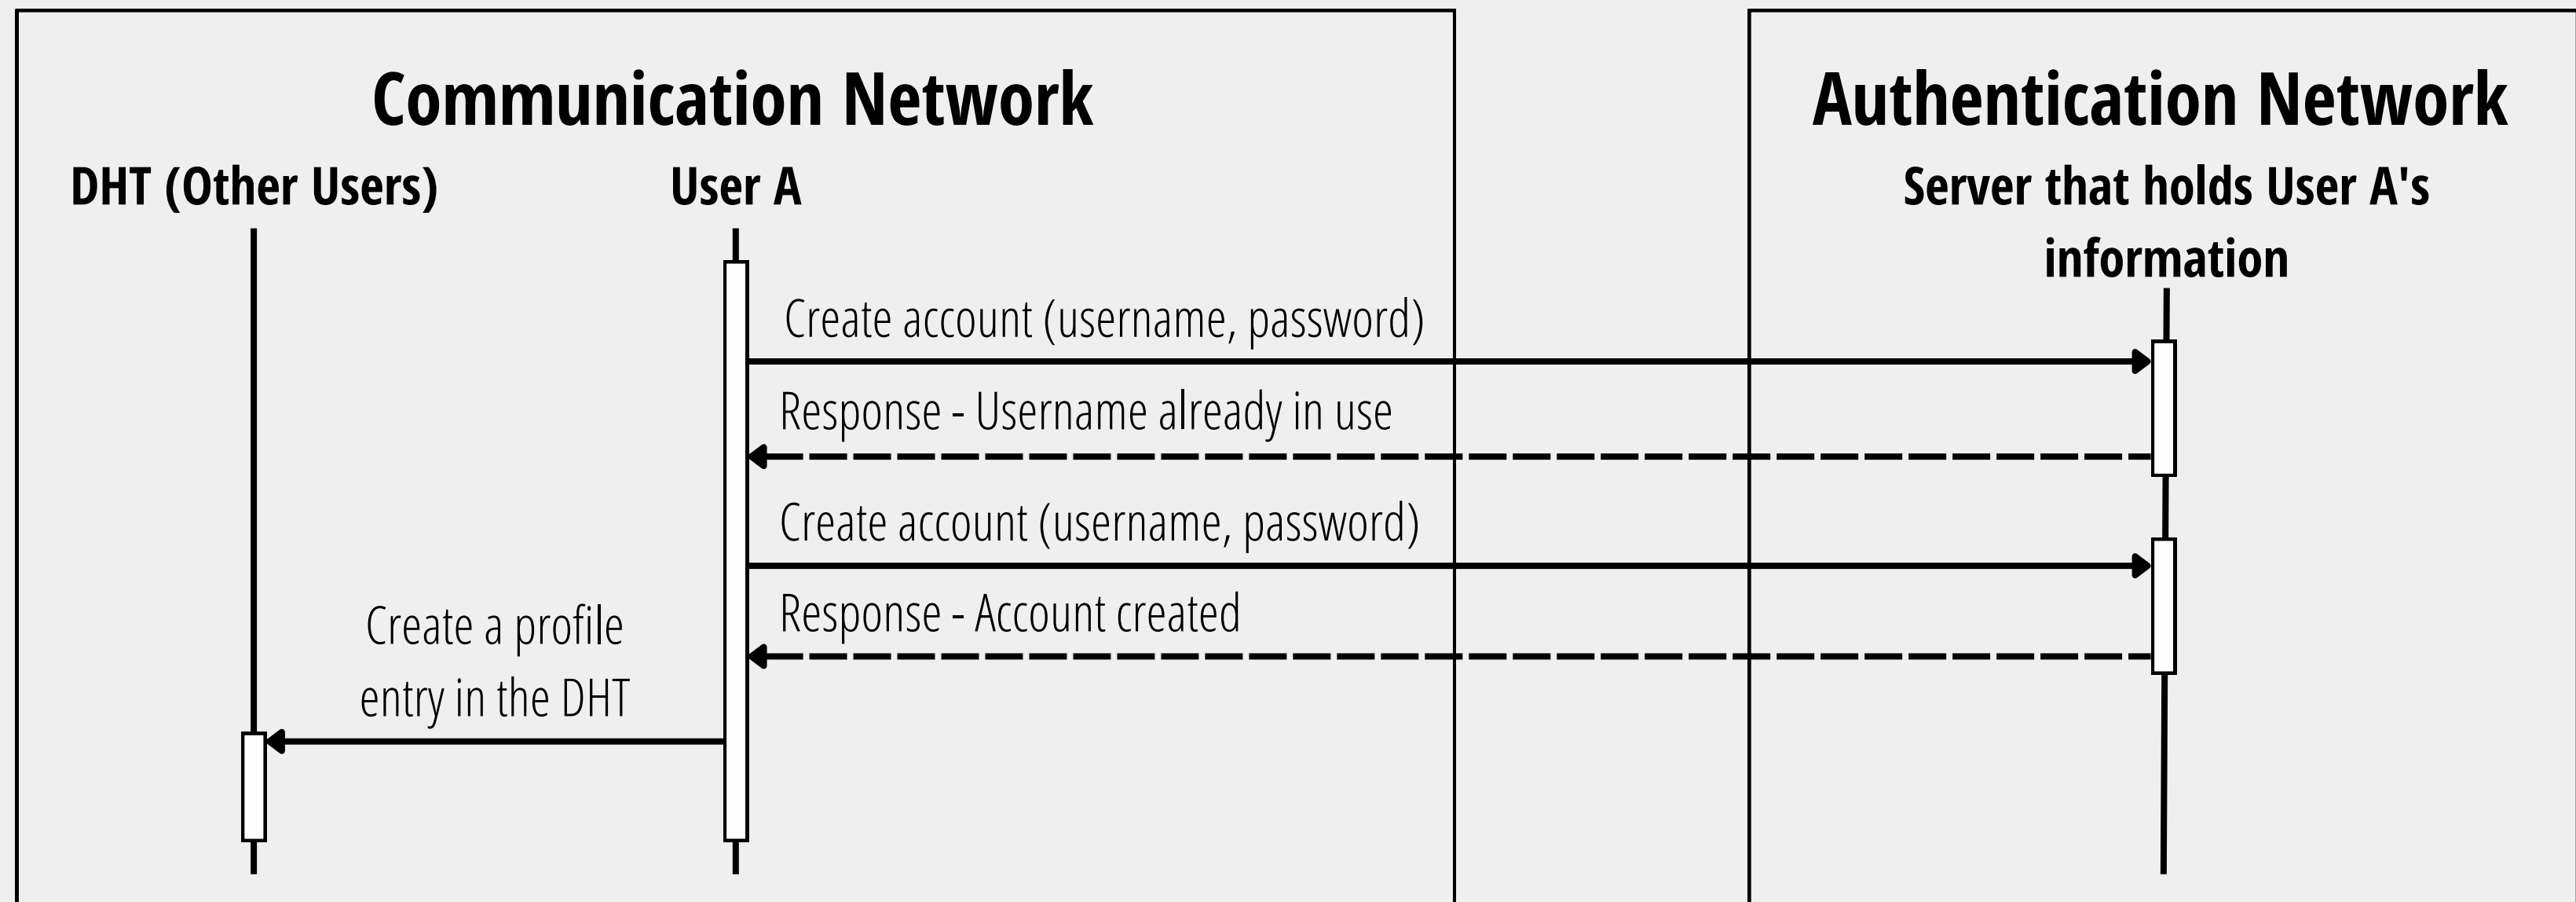 Communication Network
Authentication Network
DHT (Other Users)
User A
Server that holds User A's
information
Create account (username, password)
Response - Username already in use
Create account (username, password)
Response - Account created
Create a profile
entry in the DHT